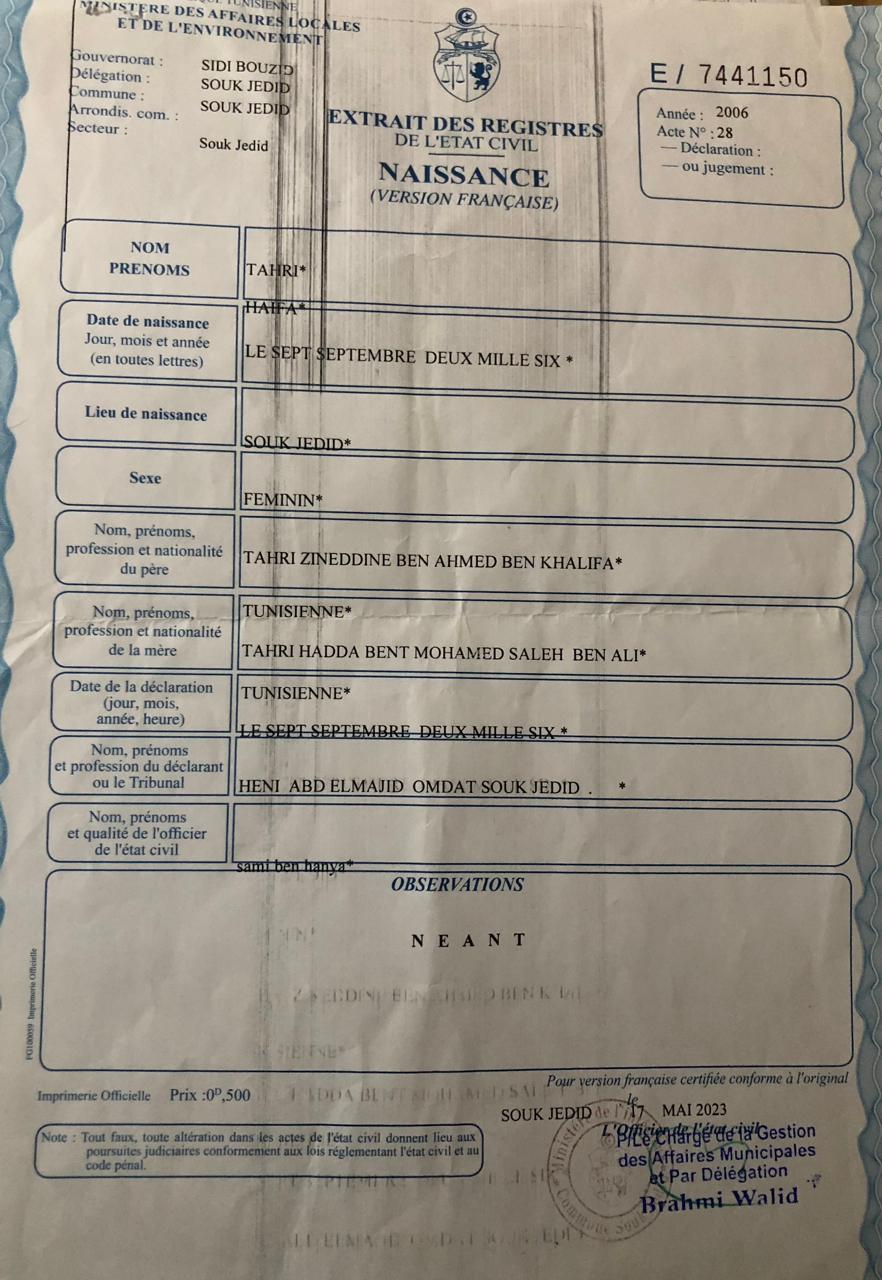 MINISTERE DES AFFAIRES LOCALES
ET DE L'ENVIRONNEMENT
Gouvernorat : SIDI BOUZID
Délégation : SOUK JEDID
Commune : SOUK JEDID
Arrondis. com. :
Secteur : Souk Jedid
EXTRAIT DES REGISTRES
DE L'ETAT CIVIL
NAISSANCE
(VERSION FRANÇAISE)
E / 7441150
Année : 2006
Acte N° : 28
— Déclaration :
— ou jugement :
NOM
PRENOMS
TAHRI*
HAIFA*
Date de naissance
Jour, mois et année
(en toutes lettres)
LE SEPT SEPTEMBRE DEUX MILLE SIX *
Lieu de naissance
SOUK JEDID*
Sexe
FEMININ*
Nom, prénoms,
profession et nationalité
du père
TAHRI ZINEDDINE BEN AHMED BEN KHALIFA*
TUNISIENNE*
Nom, prénoms,
profession et nationalité
de la mère
TAHRI HADDA BENT MOHAMED SALEH BEN ALI*
TUNISIENNE*
Date de la déclaration
(jour, mois,
année, heure)
LE SEPT SEPTEMBRE DEUX MILLE SIX *
Nom, prénoms
et profession du déclarant
ou le Tribunal
HENI ABD ELMAJID OMDAT SOUK JEDID . *
Nom, prénoms
et qualité de l'officier
de l'état civil
sami ben hanya*
OBSERVATIONS
N E A N T
FG100059 Imprimerie Officielle
Imprimerie Officielle Prix :0D,500
Pour version française certifiée conforme à l'original
le
SOUK JEDID 17 MAI 2023
L'Officier de l'état civil
P/Le Chargé de la Gestion
des Affaires Municipales
et Par Délégation
Brahmi Walid
Note : Tout faux, toute altération dans les actes de l'état civil donnent lieu aux
poursuites judiciaires conformement aux lois réglementant l'état civil et au
code pénal.